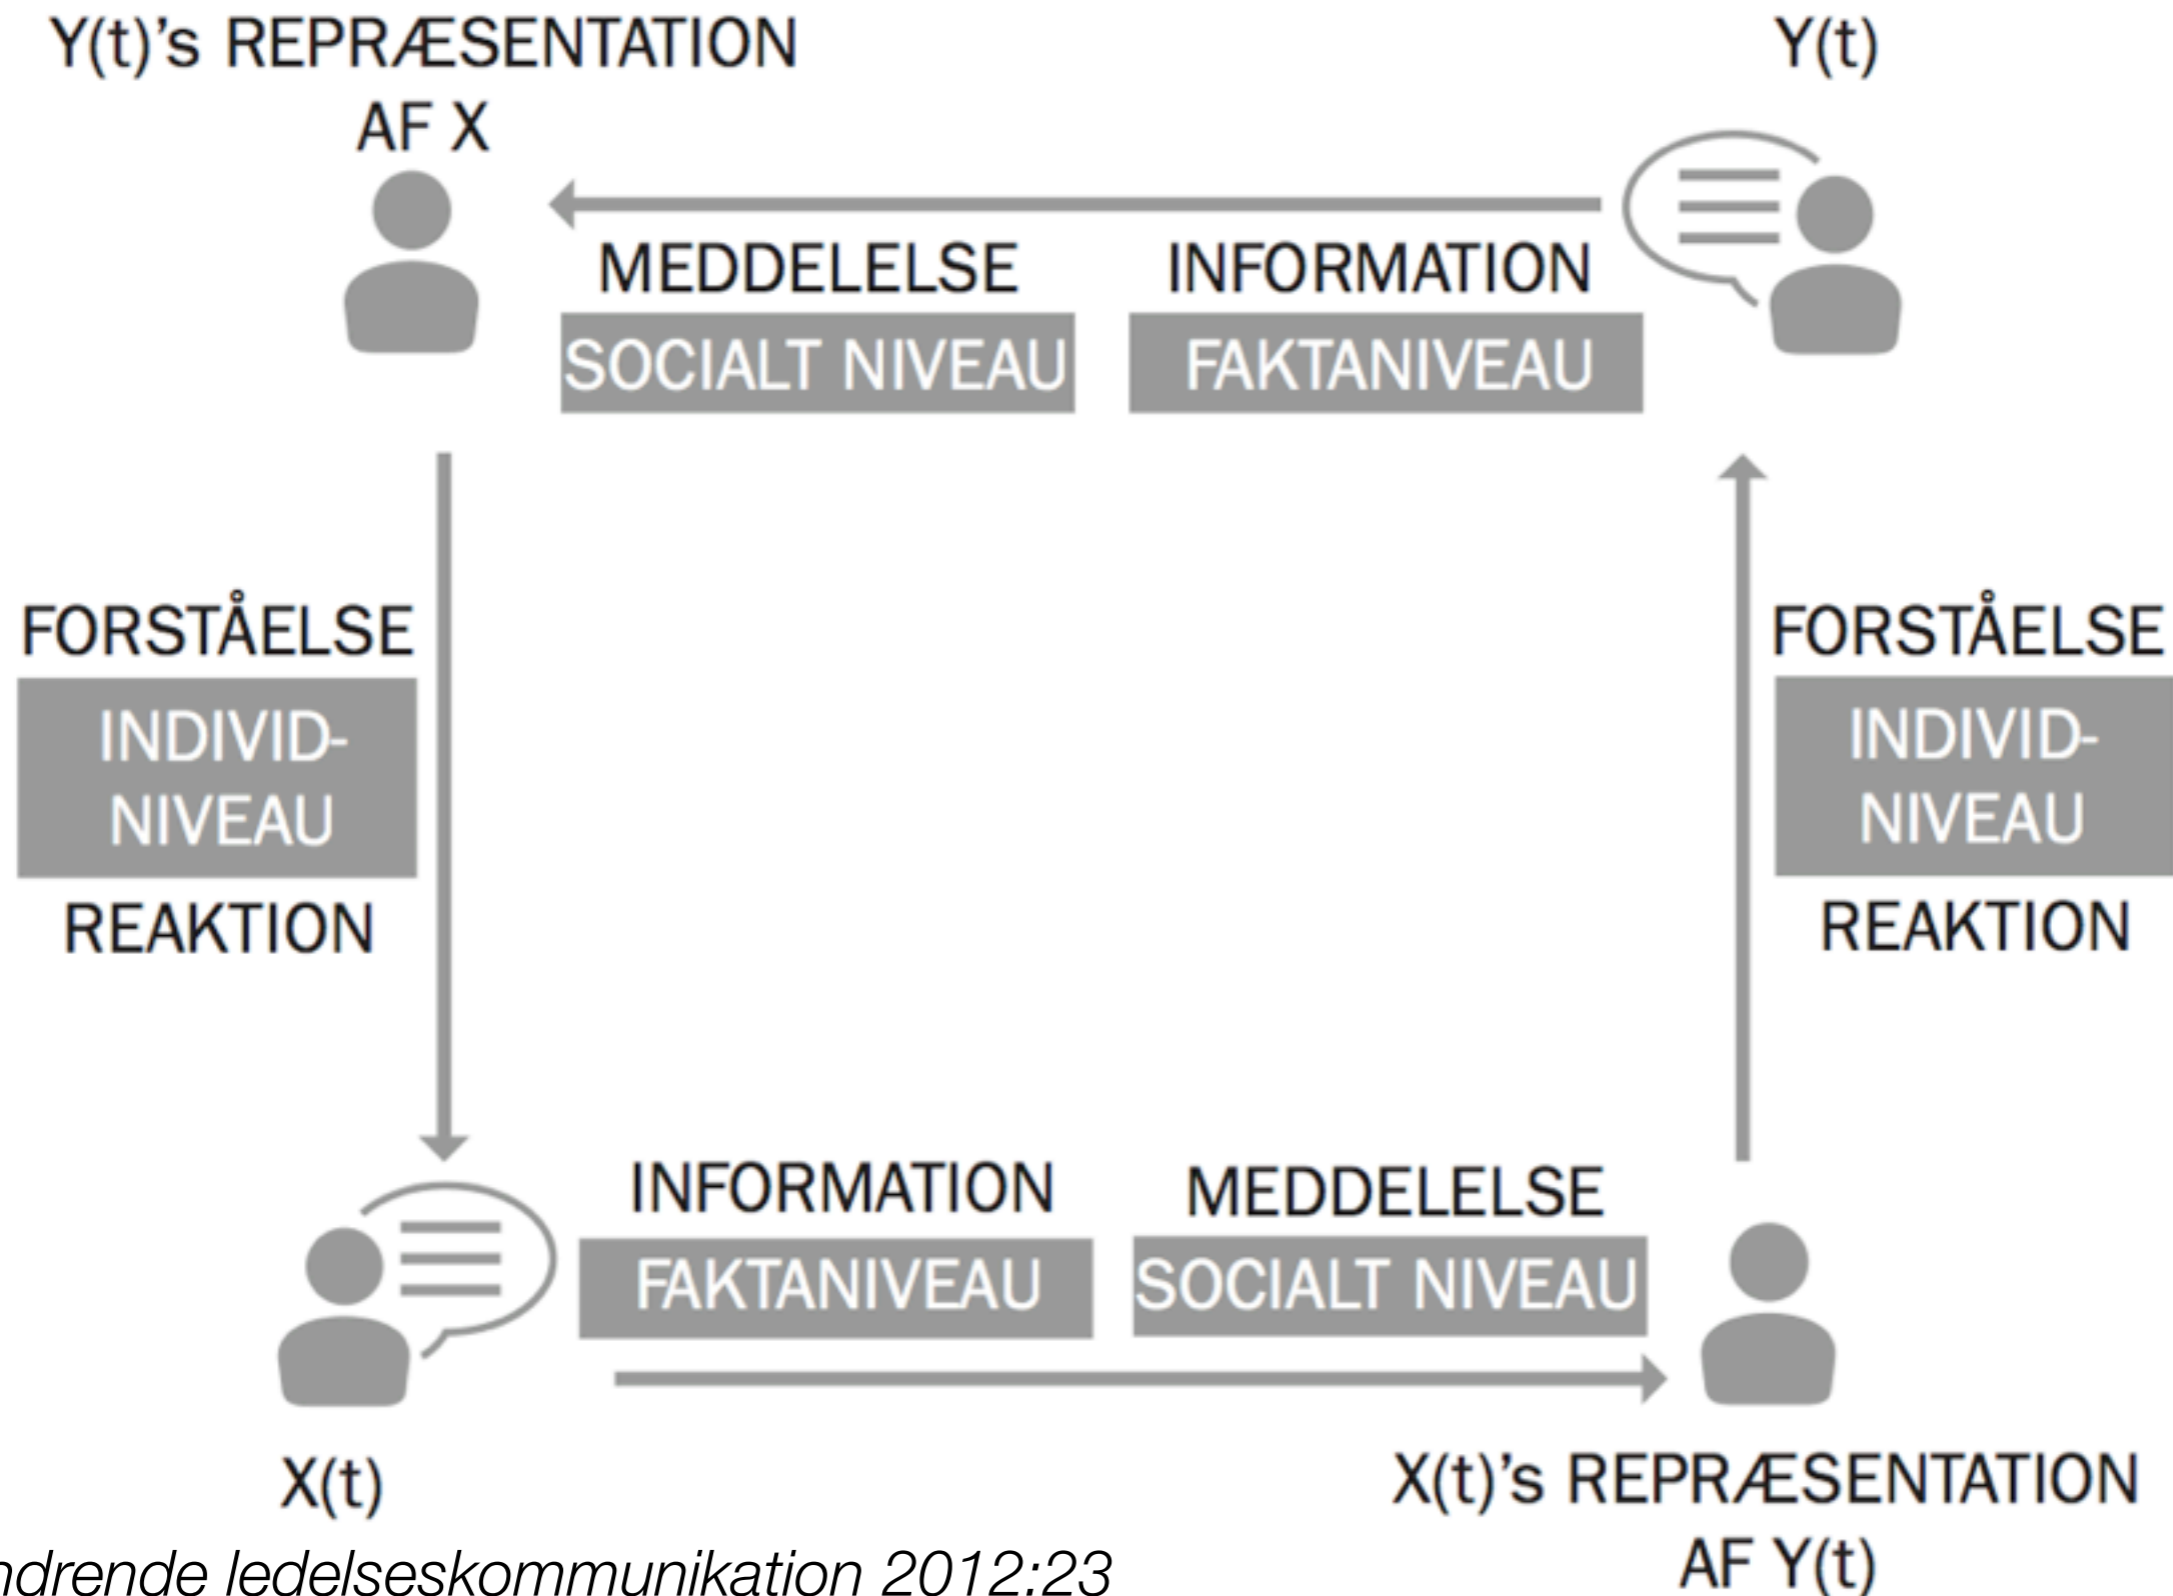 Y(t)’s REPRÆSENTATION
AF X
Y(t)
MEDDELELSE
SOCIALT NIVEAU
INFORMATION
FAKTANIVEAU
FORSTÅELSE
INDIVID-
NIVEAU
REAKTION
FORSTÅELSE
INDIVID-
NIVEAU
REAKTION
INFORMATION
FAKTANIVEAU
MEDDELELSE
SOCIALT NIVEAU
X(t)
X(t)’s REPRÆSENTATION
AF Y(t)
ledelseskommunikation 2012:23